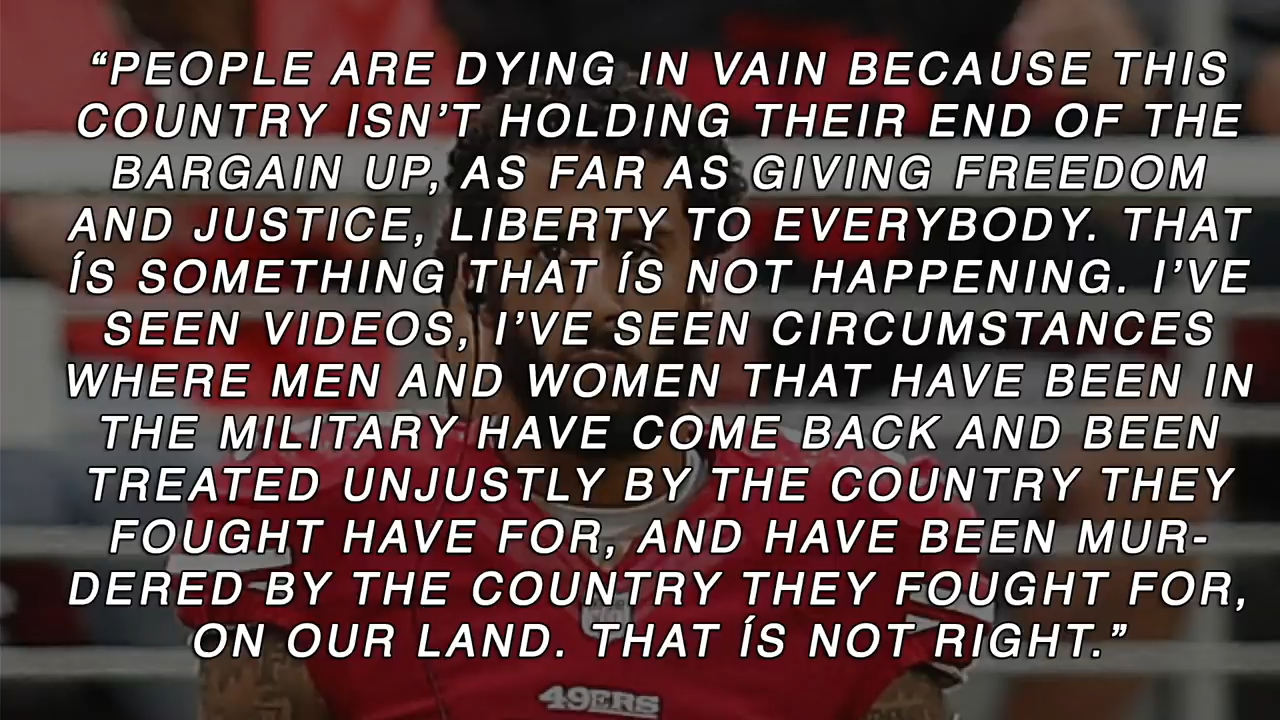 “PEOPLE ARE DYING IN VAIN BECAUSE THIS
COUNTRY ISN’T HOLDING THEIR END OF THE
BARGAIN UP, AS FAR AS GIVING FREEDOM
AND JUSTICE, LIBERTY TO EVERYBODY. THAT
ÍS SOMETHING THAT ÍS NOT HAPPENING. I’VE
SEEN VIDEOS, I’VE SEEN CIRCUMSTANCES
WHERE MEN AND WOMEN THAT HAVE BEEN IN
THE MILITARY HAVE COME BACK AND BEEN
TREATED UNJUSTLY BY THE COUNTRY THEY
FOUGHT HAVE FOR, AND HAVE BEEN MUR-
DERED BY THE COUNTRY THEY FOUGHT FOR,
ON OUR LAND. THAT ÍS NOT RIGHT.”
49ERS